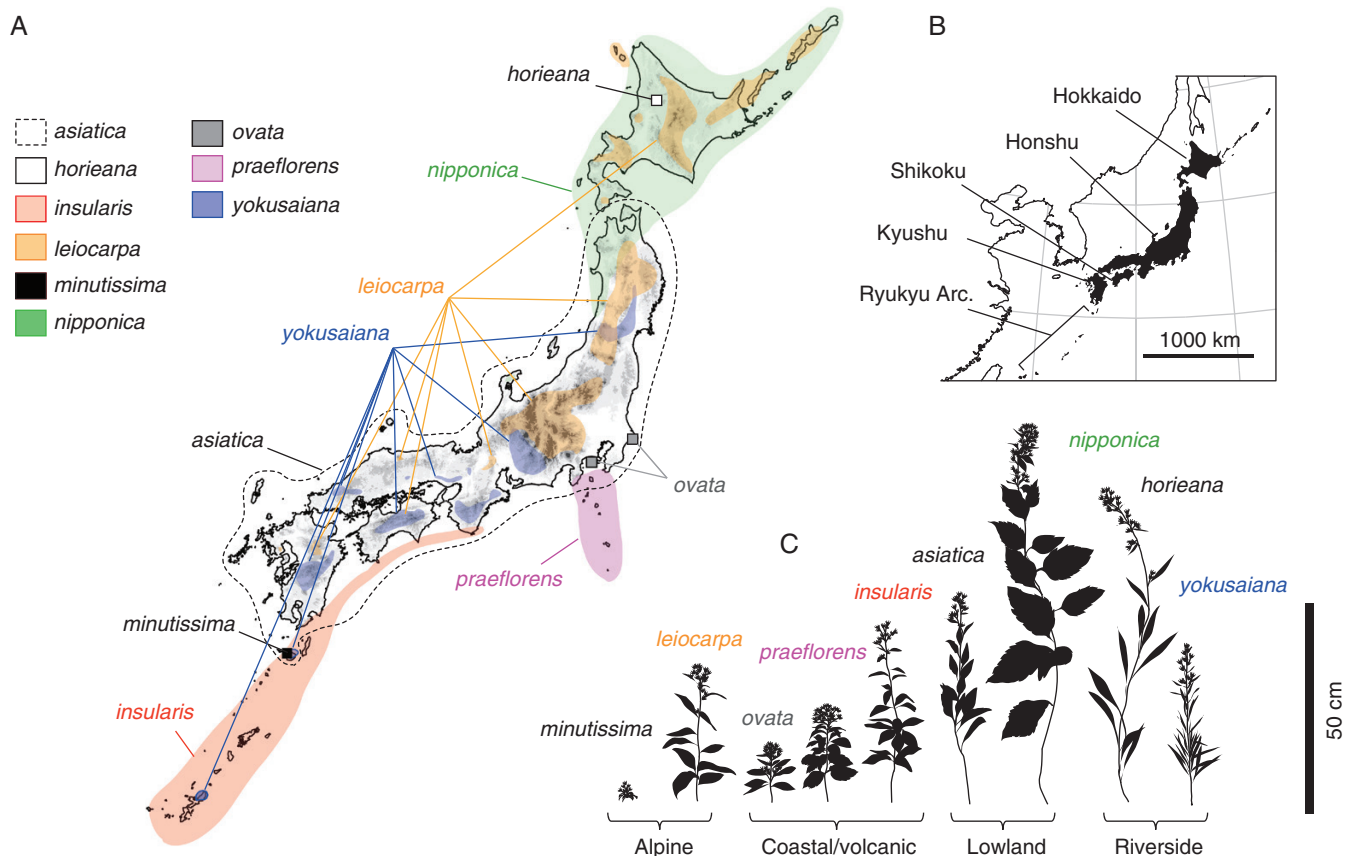 A
asiatica
horieana
insularis
leiocarpa
minutissima
nipponica
ovata
praeflorens
yokusaiana
horieana
nipponica
leiocarpa
yokusaiana
asiatica
ovata
praeflorens
minutissima
insularis
B
Hokkaido
Honshu
Shikoku
Kyushu
Ryukyu Arc.
1000 km
C
nipponica
horieana
asiatica
insularis
yokusaiana
leiocarpa
praeflorens
minutissima
ovata
50 cm
Alpine
Coastal/volcanic
Lowland
Riverside